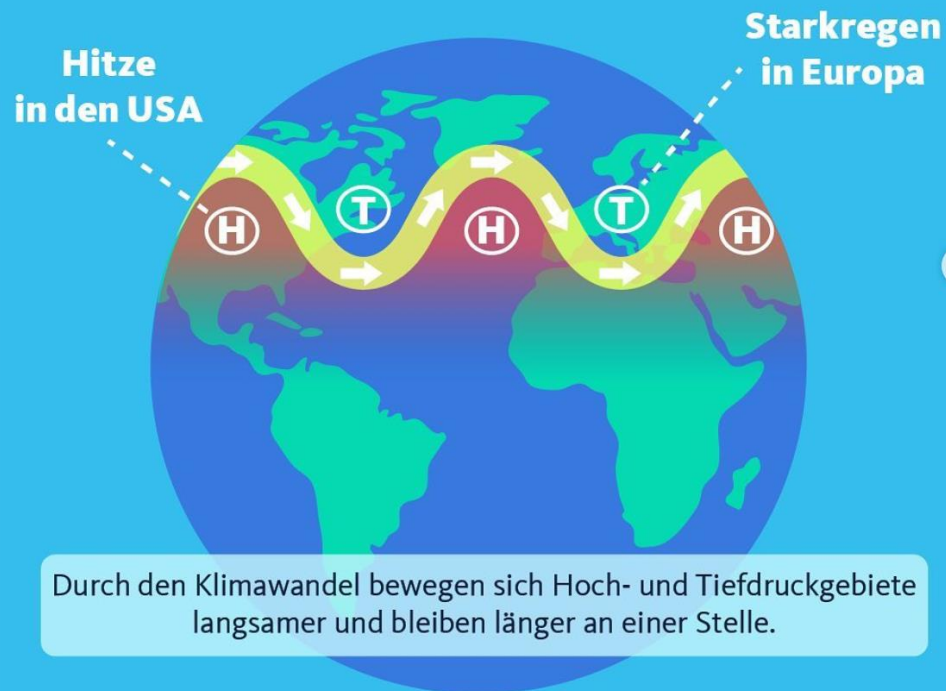 Hitze
in den USA
Starkregen
in Europa
H
T
H
T
H
Durch den Klimawandel bewegen sich Hoch- und Tiefdruckgebiete
langsamer und bleiben länger an einer Stelle.